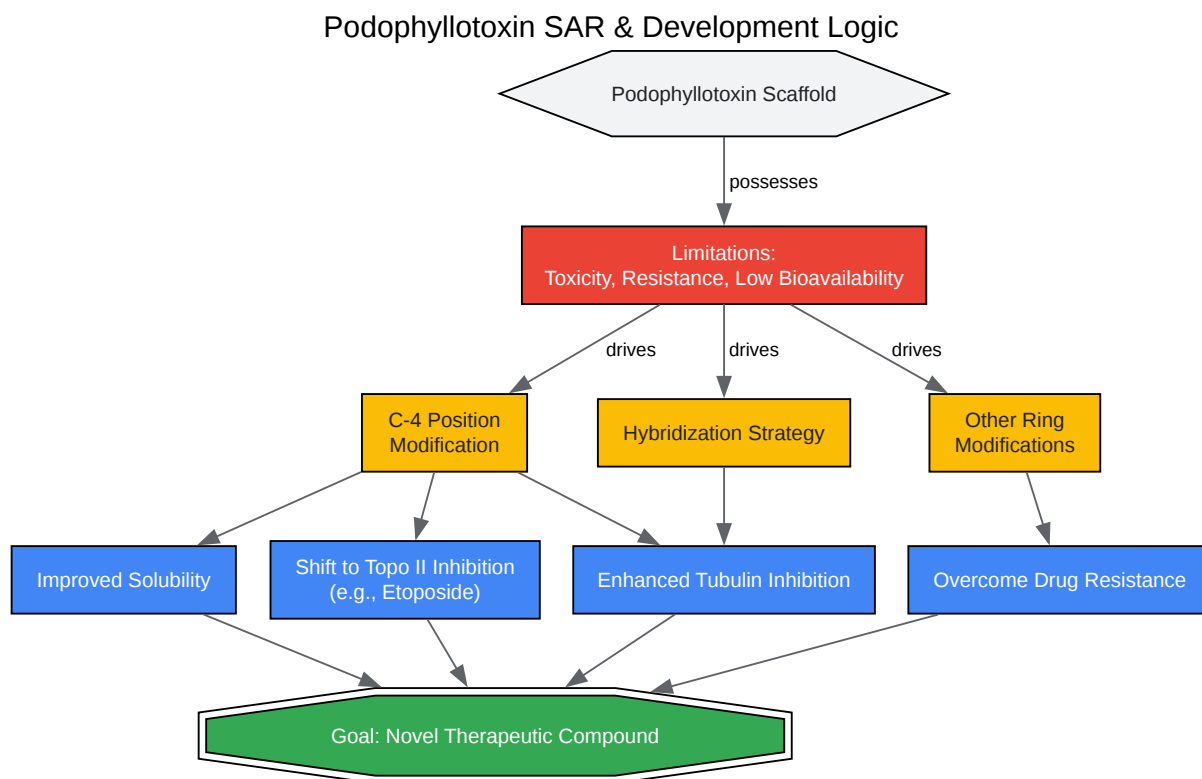 Podophyllotoxin SAR & Development Logic
Podophyllotoxin Scaffold
possesses
Limitations:
Toxicity, Resistance, Low Bioavailability
drives
drives
drives
C-4 Position
Modification
Hybridization Strategy
Other Ring
Modifications
Improved Solubility
Shift to Topo II Inhibition
(e.g., Etoposide)
Enhanced Tubulin Inhibition
Overcome Drug Resistance
Goal: Novel Therapeutic Compound